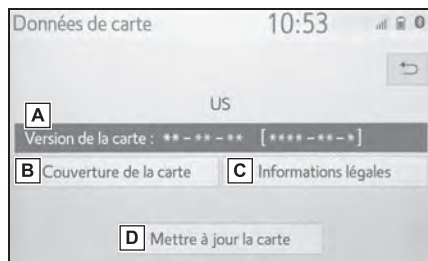 Données de carte 10:53
US
A
Version de la carte : **-**-** [****-**-*]
B Couverture de la carte C Informations légales
D Mettre à jour la carte